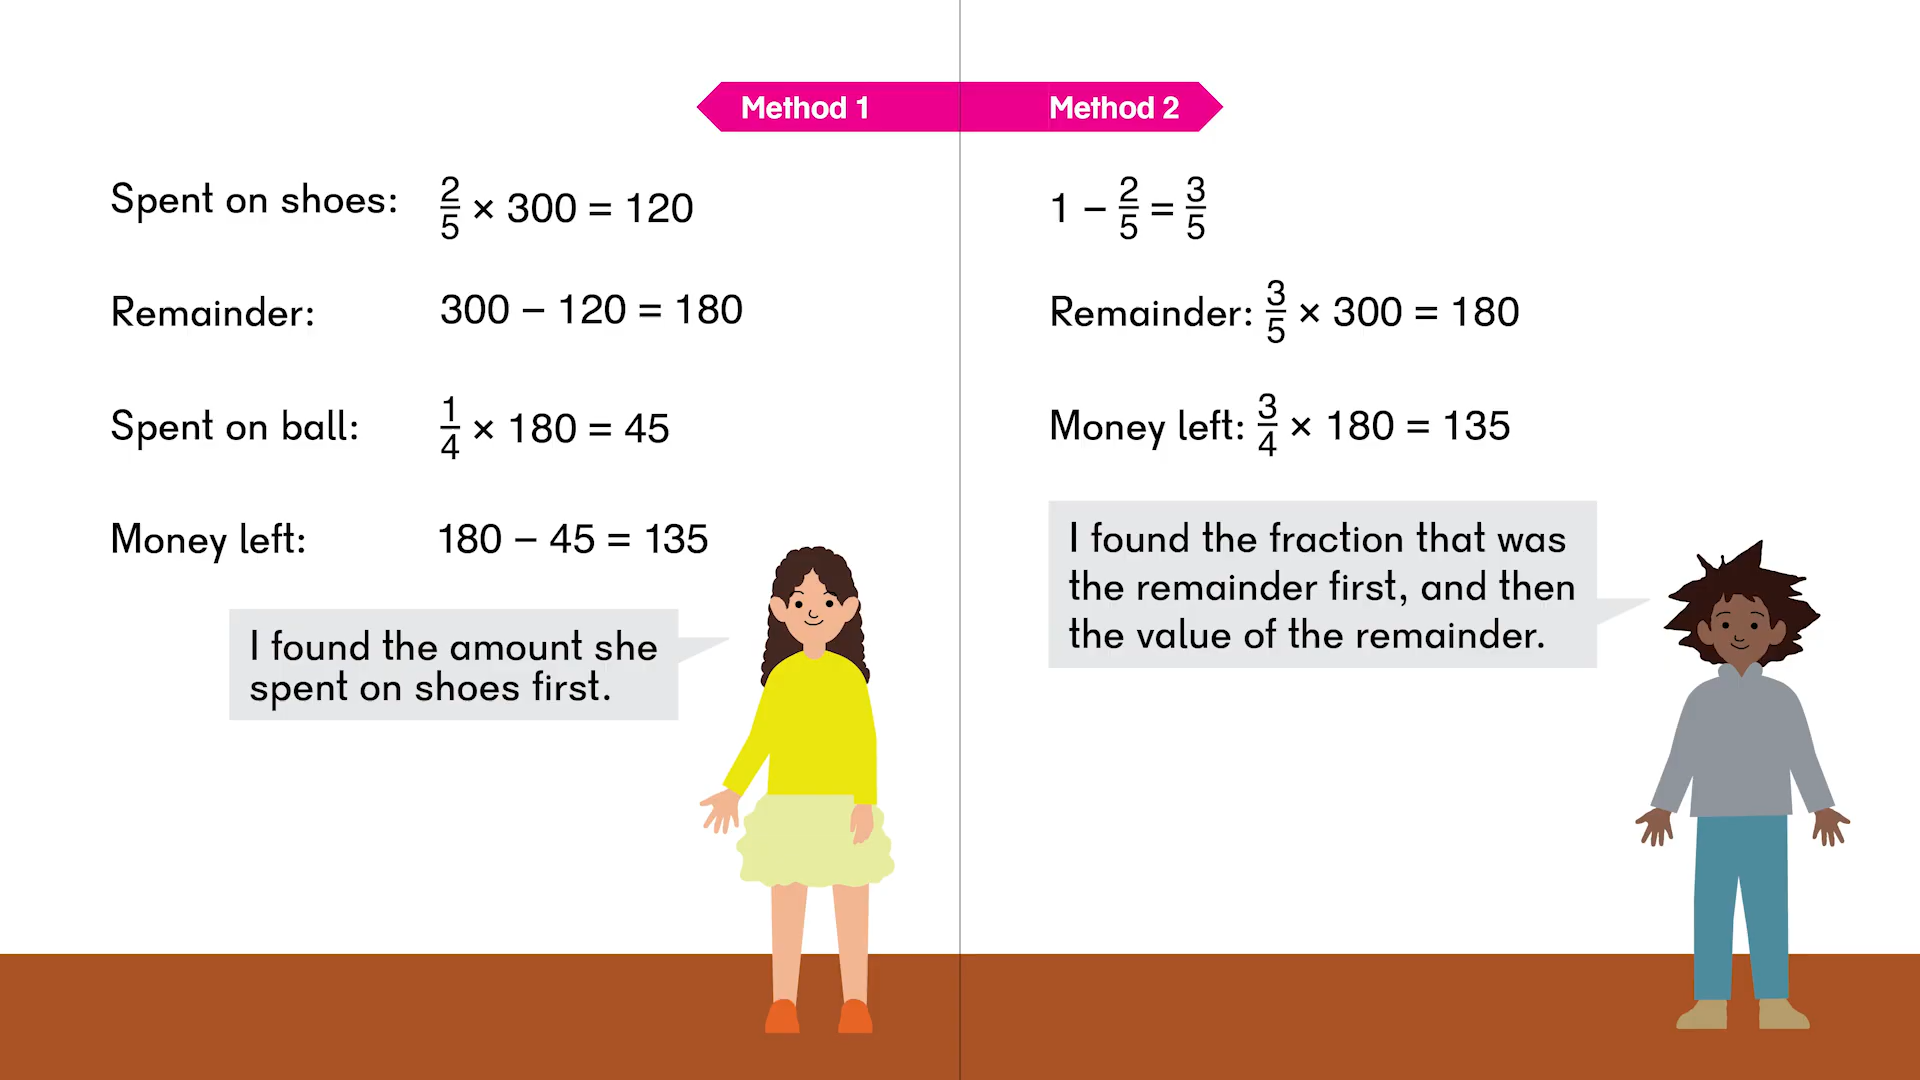 Method 1
Spent on shoes: 2/5 × 300 = 120
Remainder: 300 − 120 = 180
Spent on ball: 1/4 × 180 = 45
Money left: 180 − 45 = 135
I found the amount she
spent on shoes first.
Method 2
1 − 2/5 = 3/5
Remainder: 3/5 × 300 = 180
Money left: 3/4 × 180 = 135
I found the fraction that was
the remainder first, and then
the value of the remainder.